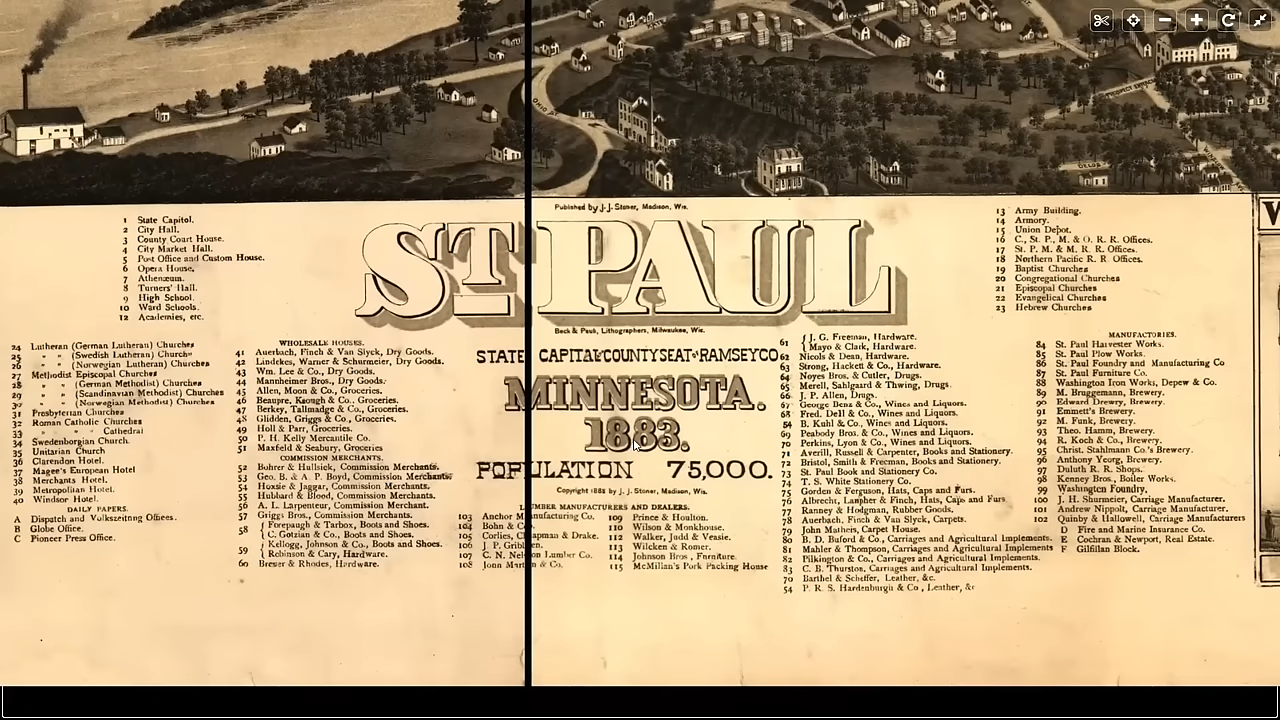 Published by J. J. Stoner, Madison, Wis.
ST PAUL
Beck & Pauli, Lithographers, Milwaukee, Wis.
STATE CAPITAL & COUNTY SEAT OF RAMSEY CO
MINNESOTA.
1883.
POPULATION 75,000.
Copyright 1883 by J. J. Stoner, Madison, Wis.
1 State Capitol.
2 City Hall.
3 County Court House.
4 City Market Hall.
5 Post Office and Custom House.
6 Opera House.
7 Athenæum.
8 Turners' Hall.
9 High School.
10 Ward Schools.
12 Academies, etc.
13 Army Building.
14 Armory.
15 Union Depot.
16 C., St. P., M. & O. R. R. Offices.
17 St. P. M. & M. R. R. Offices.
18 Northern Pacific R. R. Offices.
19 Baptist Churches
20 Congregational Churches
21 Episcopal Churches
22 Evangelical Churches
23 Hebrew Churches
24 Lutheran (German Lutheran) Churches
25 " " (Swedish Lutheran) Church
26 " " (Norwegian Lutheran) Churches
27 Methodist Episcopal Churches
28 " " (German Methodist) Churches
29 " " (Scandinavian Methodist) Churches
30 " " (Norwegian Methodist) Churches
31 Presbyterian Churches
32 Roman Catholic Churches
33 " " Cathedral
34 Swedenborgian Church.
35 Unitarian Church
36 Clarendon Hotel.
37 Magee's European Hotel
38 Merchants Hotel.
39 Metropolitan Hotel.
40 Windsor Hotel.
DAILY PAPERS.
A Dispatch and Volkszeitung Offices.
B Globe Office.
C Pioneer Press Office.
WHOLESALE HOUSES.
41 Auerbach, Finch & Van Slyck, Dry Goods.
42 Lindekes, Warner & Schurmeier, Dry Goods.
43 Wm. Lee & Co., Dry Goods.
44 Mannheimer Bros., Dry Goods.
45 Allen, Moon & Co., Groceries.
46 Beaupre, Keough & Co., Groceries.
47 Berkey, Tallmadge & Co., Groceries.
48 Glidden, Griggs & Co., Groceries.
49 Holl & Parr, Groceries.
50 P. H. Kelly Mercantile Co.
51 Maxfield & Seabury, Groceries
COMMISSION MERCHANTS.
52 Bohrer & Hullsick, Commission Merchants.
53 Geo. B. & A. P. Boyd, Commission Merchants.
54 Hoxsie & Jaggar, Commission Merchants.
55 Hubbard & Blood, Commission Merchants.
56 A. L. Larpenteur, Commission Merchant.
57 Griggs Bros., Commission Merchants.
58 { Forepaugh & Tarbox, Boots and Shoes.
{ C. Gotzian & Co., Boots and Shoes.
59 { Kellogg, Johnson & Co., Boots and Shoes.
{ Robinson & Cary, Hardware.
60 Brewer & Rhodes, Hardware.
LUMBER MANUFACTURERS AND DEALERS.
103 Anchor Manufacturing Co.
104 Bohn & Co.
105 Corlies, Chapman & Drake.
106 J. P. Gribben.
107 C. N. Nelson Lumber Co.
108 John Martin & Co.
109 Prince & Houlton.
110 Wilson & Monkhouse.
112 Walker, Judd & Veasie.
113 Wilcken & Romer.
114 Johnson Bros., Furniture.
115 McMillan's Pork Packing House
61 { J. G. Freeman, Hardware.
{ Mayo & Clark, Hardware.
62 Nicols & Dean, Hardware.
63 Strong, Hackett & Co., Hardware.
64 Noyes Bros. & Cutler, Drugs.
65 Merell, Sahlgaard & Thwing, Drugs.
66 J. P. Allen, Drugs.
67 George Benz & Co., Wines and Liquors.
68 Fred. Dell & Co., Wines and Liquors.
54 B. Kuhl & Co., Wines and Liquors.
69 Peabody Bros. & Co., Wines and Liquors.
70 Perkins, Lyon & Co., Wines and Liquors.
71 Averill, Russell & Carpenter, Books and Stationery.
72 Bristol, Smith & Freeman, Books and Stationery.
73 St. Paul Book and Stationery Co.
74 T. S. White Stationery Co.
75 Gorden & Ferguson, Hats, Caps and Furs.
76 Albrecht, Lanpher & Finch, Hats, Caps and Furs
77 Ranney & Hodgman, Rubber Goods.
78 Auerbach, Finch & Van Slyck, Carpets.
79 John Matheis, Carpet House.
80 B. D. Buford & Co., Carriages and Agricultural Implements.
81 Mahler & Thompson, Carriages and Agricultural Implements
82 Pilkington & Co., Carriages and Agricultural Implements.
83 C. B. Thurston, Carriages and Agricultural Implements.
70 Barthel & Scheffer, Leather, &c.
54 P. R. S. Hardenburgh & Co., Leather, &c
MANUFACTORIES.
84 St. Paul Harvester Works.
85 St. Paul Plow Works.
86 St. Paul Foundry and Manufacturing Co
87 St. Paul Furniture Co.
88 Washington Iron Works, Depew & Co.
89 M. Bruggemann, Brewery.
90 Edward Drewry, Brewery.
91 Emmett's Brewery.
92 M. Funk, Brewery.
93 Theo. Hamm, Brewery.
94 R. Koch & Co., Brewery.
95 Christ. Stahlmann Co.'s Brewery.
96 Anthony Yeorg, Brewery.
97 Duluth R. R. Shops.
98 Kenney Bros., Boiler Works.
99 Washington Foundry.
100 J. H. Shurmeier, Carriage Manufacturer.
101 Andrew Nippolt, Carriage Manufacturer.
102 Quinby & Hallowell, Carriage Manufacturers
D Fire and Marine Insurance Co.
E Cochran & Newport, Real Estate.
F Gilfillan Block.